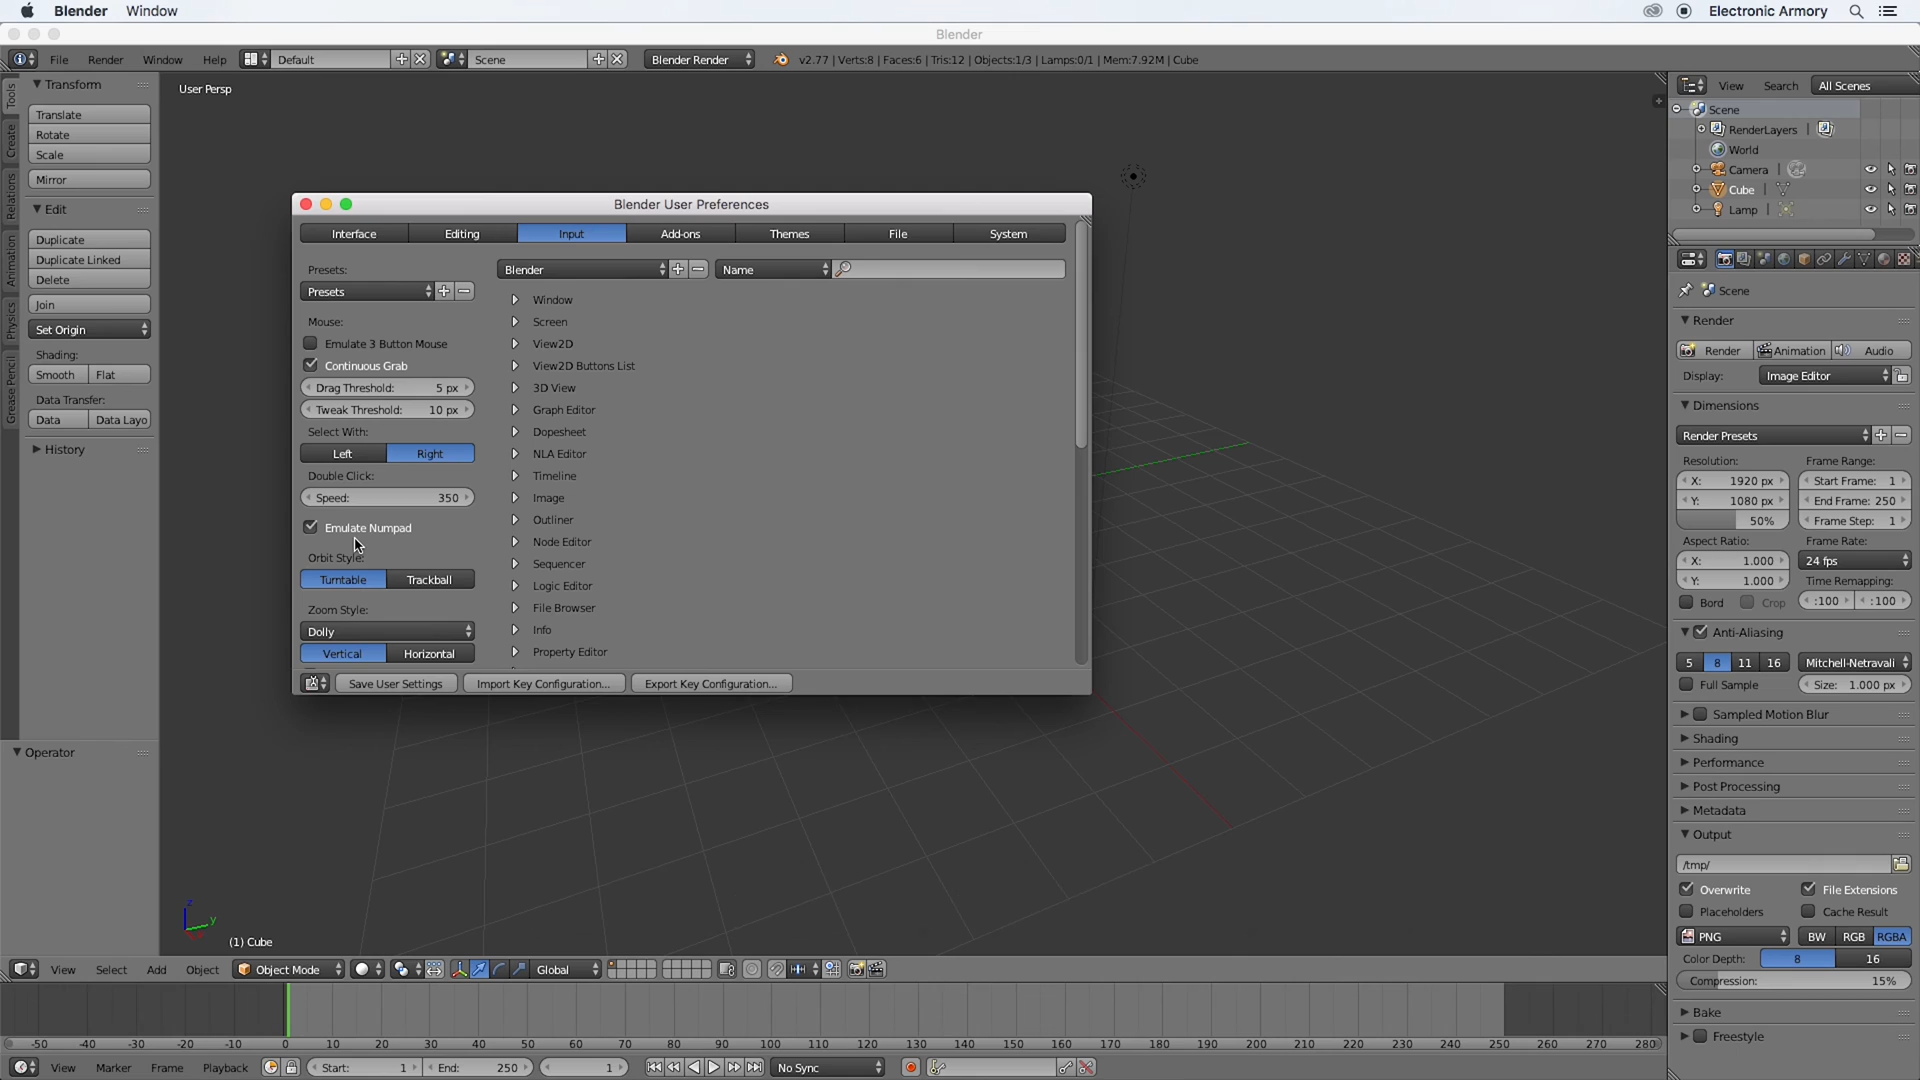 Blender Window Electronic Armory
Blender
File Render Window Help Default Scene Blender Render v2.77 | Verts:8 | Faces:6 | Tris:12 | Objects:1/3 | Lamps:0/1 | Mem:7.92M | Cube
Tools
Create
Relations
Animation
Physics
Grease Pencil
Transform
Translate
Rotate
Scale
Mirror
Edit
Duplicate
Duplicate Linked
Delete
Join
Set Origin
Shading:
Smooth Flat
Data Transfer:
Data Data Layo
History
Operator
User Persp
Blender User Preferences
Interface Editing Input Add-ons Themes File System
Presets:
Presets
Mouse:
Emulate 3 Button Mouse
Continuous Grab
Drag Threshold: 5 px
Tweak Threshold: 10 px
Select With:
Left Right
Double Click:
Speed: 350
Emulate Numpad
Orbit Style:
Turntable Trackball
Zoom Style:
Dolly
Vertical Horizontal
Blender Name
Window
Screen
View2D
View2D Buttons List
3D View
Graph Editor
Dopesheet
NLA Editor
Timeline
Image
Outliner
Node Editor
Sequencer
Logic Editor
File Browser
Info
Property Editor
Save User Settings Import Key Configuration... Export Key Configuration...
z
y
(1) Cube
View Search All Scenes
Scene
RenderLayers |
World
Camera |
Cube |
Lamp |
Scene
Render
Render Animation Audio
Display: Image Editor
Dimensions
Render Presets
Resolution: Frame Range:
X: 1920 px Start Frame: 1
Y: 1080 px End Frame: 250
50% Frame Step: 1
Aspect Ratio: Frame Rate:
X: 1.000 24 fps
Y: 1.000 Time Remapping:
Bord Crop :100 :100
Anti-Aliasing
5 8 11 16 Mitchell-Netravali
Full Sample Size: 1.000 px
Sampled Motion Blur
Shading
Performance
Post Processing
Metadata
Output
/tmp/
Overwrite File Extensions
Placeholders Cache Result
PNG BW RGB RGBA
Color Depth: 8 16
Compression: 15%
Bake
Freestyle
View Select Add Object Object Mode Global
-50 -40 -30 -20 -10 0 10 20 30 40 50 60 70 80 90 100 110 120 130 140 150 160 170 180 190 200 210 220 230 240 250 260 270 280
View Marker Frame Playback Start: 1 End: 250 1 No Sync